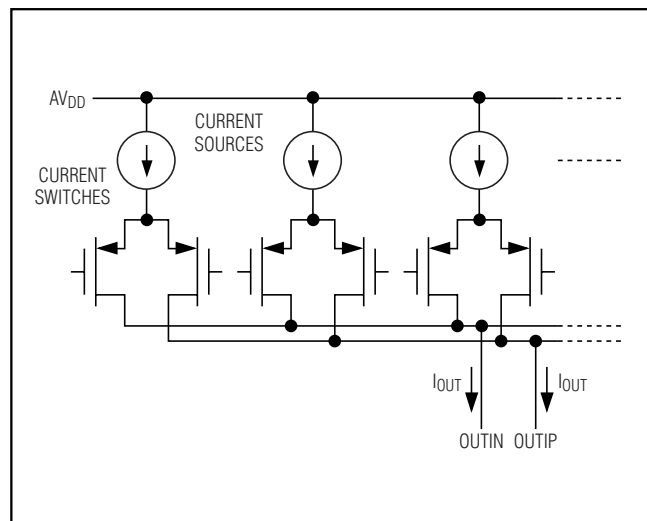 AVDD
CURRENT
SOURCES
CURRENT
SWITCHES
IOUT IOUT
OUTIN OUTIP